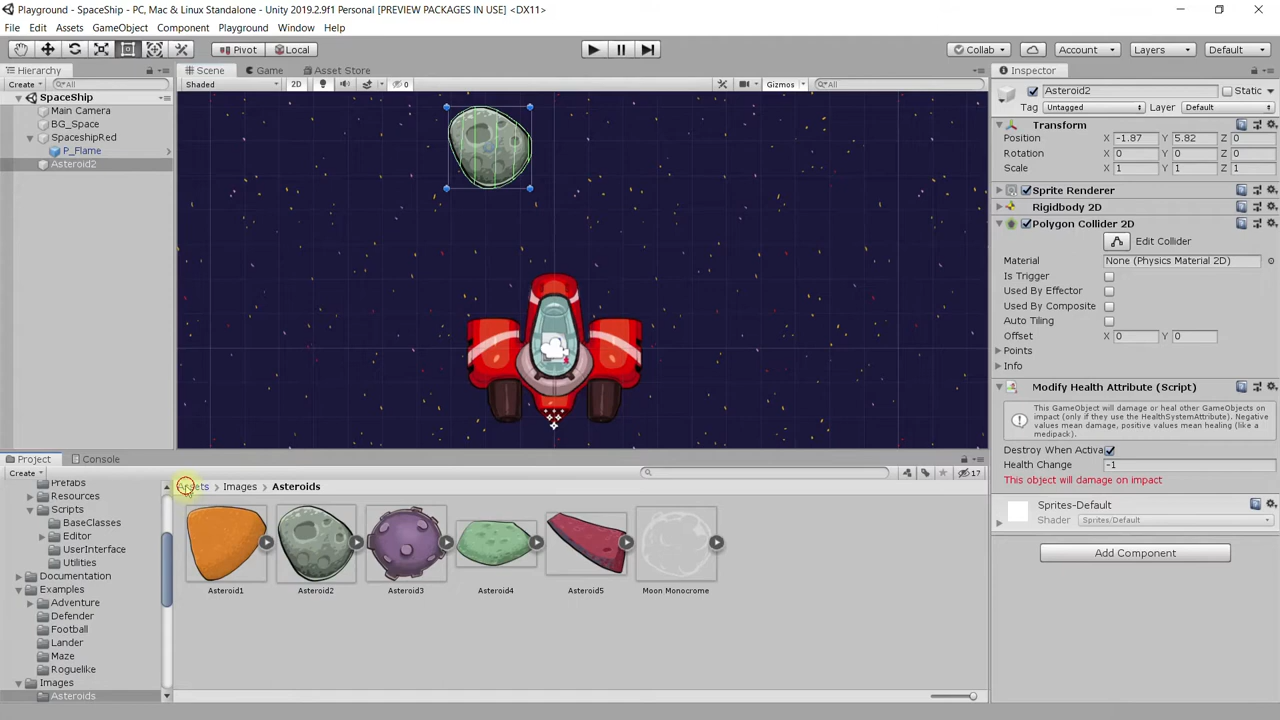 Playground - SpaceShip - PC, Mac & Linux Standalone - Unity 2019.2.9f1 Personal [PREVIEW PACKAGES IN USE] <DX11>
File Edit Assets GameObject Component Playground Window Help
Pivot Local Collab Account Layers Default
Hierarchy Scene Game Asset Store Inspector
Create All Shaded 2D 0 Gizmos All
Asteroid2 Static
SpaceShip
Main Camera
BG_Space
SpaceshipRed
P_Flame
Asteroid2
Tag Untagged Layer Default
Transform
Position X -1.87 Y 5.82 Z 0
Rotation X 0 Y 0 Z 0
Scale X 1 Y 1 Z 1
Sprite Renderer
Rigidbody 2D
Polygon Collider 2D
Edit Collider
Material None (Physics Material 2D)
Is Trigger
Used By Effector
Used By Composite
Auto Tiling
Offset X 0 Y 0
Points
Info
Modify Health Attribute (Script)
This GameObject will damage or heal other GameObjects on
impact (only if they use the HealthSystemAttribute). Negative
values mean damage, positive values mean healing (like a
medipack).
Destroy When Activa
Health Change -1
This object will damage on impact
Sprites-Default
Shader Sprites/Default
Add Component
Project Console
Create 17
Prefabs
Resources
Scripts
BaseClasses
Editor
UserInterface
Utilities
Documentation
Examples
Adventure
Defender
Football
Lander
Maze
Roguelike
Images
Asteroids
Assets > Images > Asteroids
Asteroid1 Asteroid2 Asteroid3 Asteroid4 Asteroid5 Moon Monocrome